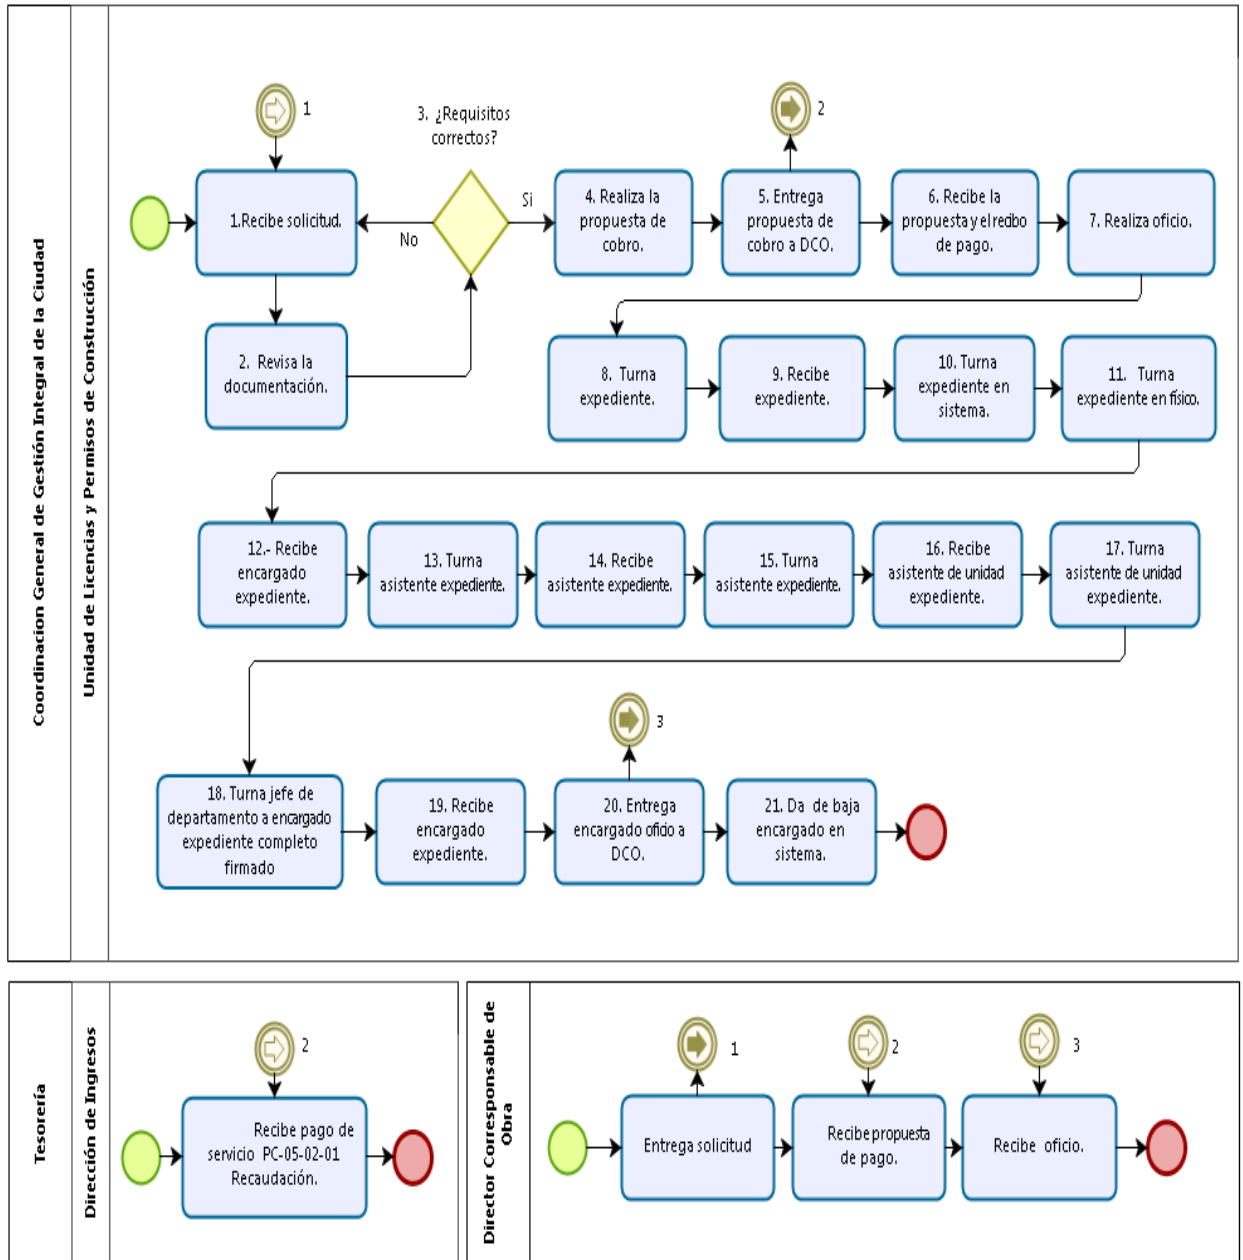 Coordinacion General de Gestión Integral de la Ciudad
Unidad de Licencias y Permisos de Construcción
1
3. ¿Requisitos
correctos?
2
1.Recibe solicitud.
No
Si
4. Realiza la
propuesta de
cobro.
5. Entrega
propuesta de
cobro a DCO.
6. Recibe la
propuesta y el recibo
de pago.
7. Realiza oficio.
2. Revisa la
documentación.
8. Turna
expediente.
9. Recibe
expediente.
10. Turna
expediente en
sistema.
11. Turna
expediente en físico.
12.- Recibe
encargado
expediente.
13. Turna
asistente expediente.
14. Recibe
asistente expediente.
15. Turna
asistente expediente.
16. Recibe
asistente de unidad
expediente.
17. Turna
asistente de unidad
expediente.
3
18. Turna jefe de
departamento a encargado
expediente completo
firmado
19. Recibe
encargado
expediente.
20. Entrega
encargado oficio a
DCO.
21. Da de baja
encargado en
sistema.
Tesorería
Dirección de Ingresos
2
Recibe pago de
servicio PC-05-02-01
Recaudación.
Director Corresponsable de
Obra
1
2
3
Entrega solicitud
Recibe propuesta
de pago.
Recibe oficio.